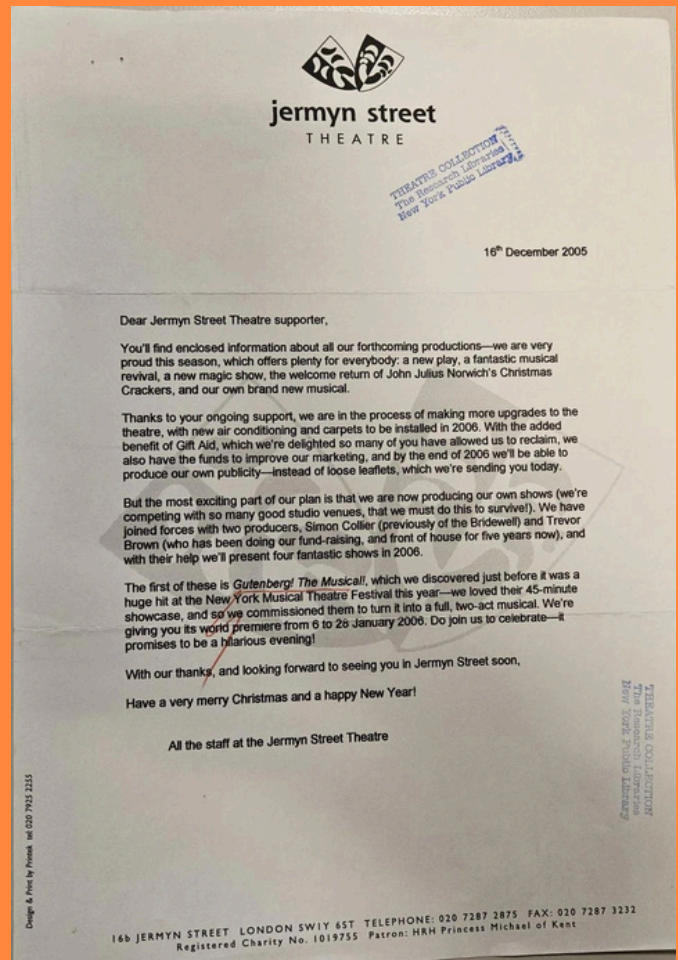 jermyn street
THEATRE
THEATRE COLLECTION
The Research Libraries
New York Public Library
16th December 2005
Dear Jermyn Street Theatre supporter,
You'll find enclosed information about all our forthcoming productions—we are very
proud this season, which offers plenty for everybody: a new play, a fantastic musical
revival, a new magic show, the welcome return of John Julius Norwich's Christmas
Crackers, and our own brand new musical.
Thanks to your ongoing support, we are in the process of making more upgrades to the
theatre, with new air conditioning and carpets to be installed in 2006. With the added
benefit of Gift Aid, which we're delighted so many of you have allowed us to reclaim, we
also have the funds to improve our marketing, and by the end of 2006 we'll be able to
produce our own publicity—instead of loose leaflets, which we're sending you today.
But the most exciting part of our plan is that we are now producing our own shows (we're
competing with so many good studio venues, that we must do this to survive!). We have
joined forces with two producers, Simon Collier (previously of the Bridewell) and Trevor
Brown (who has been doing our fund-raising, and front of house for five years now), and
with their help we'll present four fantastic shows in 2006.
The first of these is Gutenberg! The Musical!, which we discovered just before it was a
huge hit at the New York Musical Theatre Festival this year—we loved their 45-minute
showcase, and so we commissioned them to turn it into a full, two-act musical. We're
giving you its world premiere from 6 to 28 January 2006. Do join us to celebrate—it
promises to be a hilarious evening!
With our thanks, and looking forward to seeing you in Jermyn Street soon,
Have a very merry Christmas and a happy New Year!
All the staff at the Jermyn Street Theatre
THEATRE COLLECTION
The Research Libraries
New York Public Library
Design & Print by Printek tel 020 7925 2255
16b JERMYN STREET LONDON SW1Y 6ST TELEPHONE: 020 7287 2875 FAX: 020 7287 3232
Registered Charity No. 1019755 Patron: HRH Princess Michael of Kent